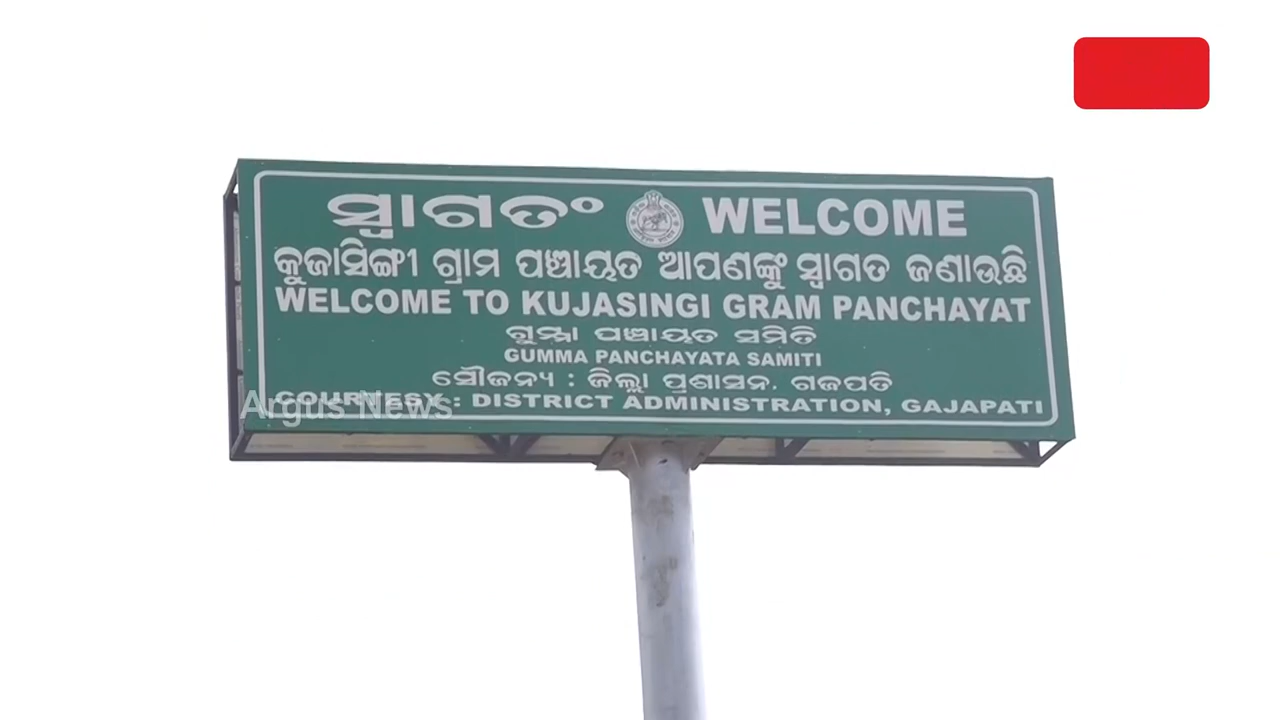 ସ୍ୱାଗତଂ WELCOME
କୁଜାସିଙ୍ଗୀ ଗ୍ରାମ ପଞ୍ଚାୟତ ଆପଣଙ୍କୁ ସ୍ୱାଗତ ଜଣାଉଛି
WELCOME TO KUJASINGI GRAM PANCHAYAT
ଗୁମ୍ମା ପଞ୍ଚାୟତ ସମିତି
GUMMA PANCHAYATA SAMITI
ସୌଜନ୍ୟ : ଜିଲ୍ଲା ପ୍ରଶାସନ. ଗଜପତି
COURTESY: DISTRICT ADMINISTRATION, GAJAPATI
Argus News